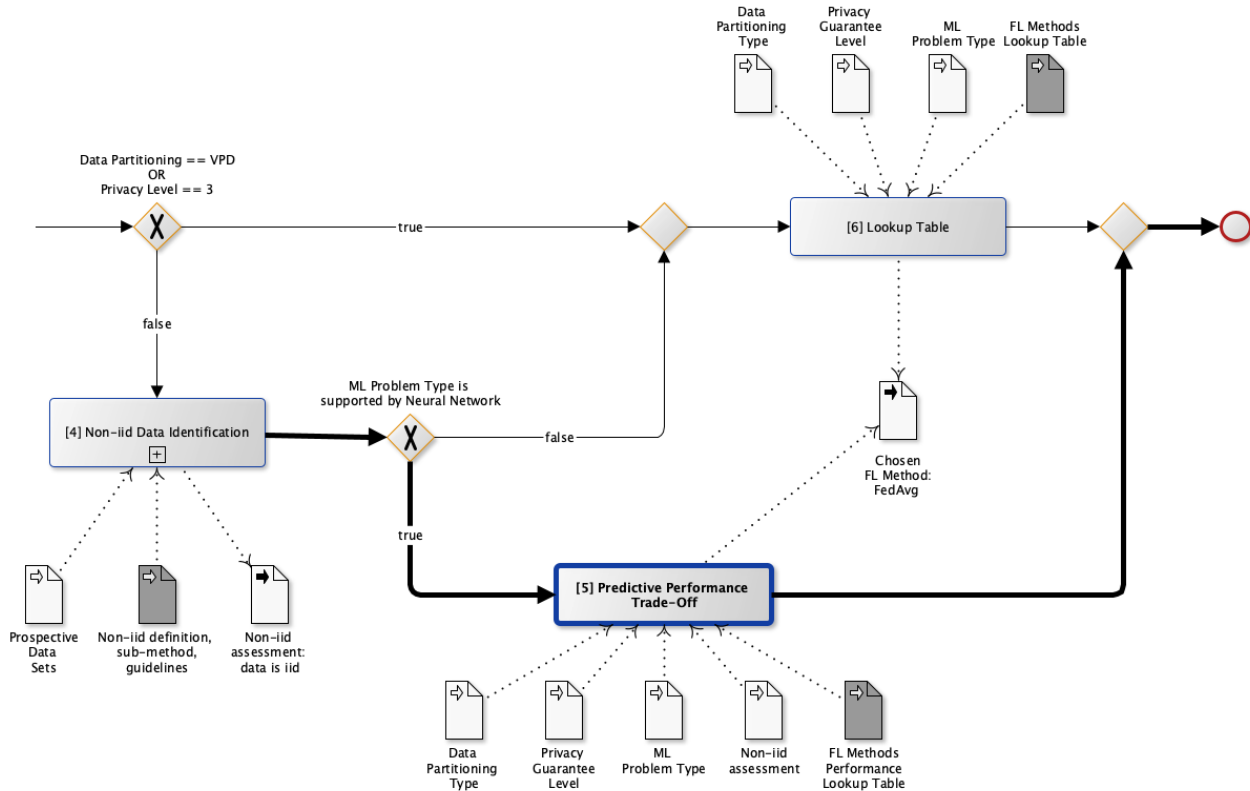 Data
Partitioning
Type
Privacy
Guarantee
Level
ML
Problem Type
FL Methods
Lookup Table
Data Partitioning == VPD
OR
Privacy Level == 3
X
true
[6] Lookup Table
false
ML Problem Type is
supported by Neural Network
[4] Non-iid Data Identification
+
X
false
Chosen
FL Method:
FedAvg
true
[5] Predictive Performance
Trade-Off
Prospective
Data
Sets
Non-iid definition,
sub-method,
guidelines
Non-iid
assessment:
data is iid
Data
Partitioning
Type
Privacy
Guarantee
Level
ML
Problem Type
Non-iid
assessment
FL Methods
Performance
Lookup Table